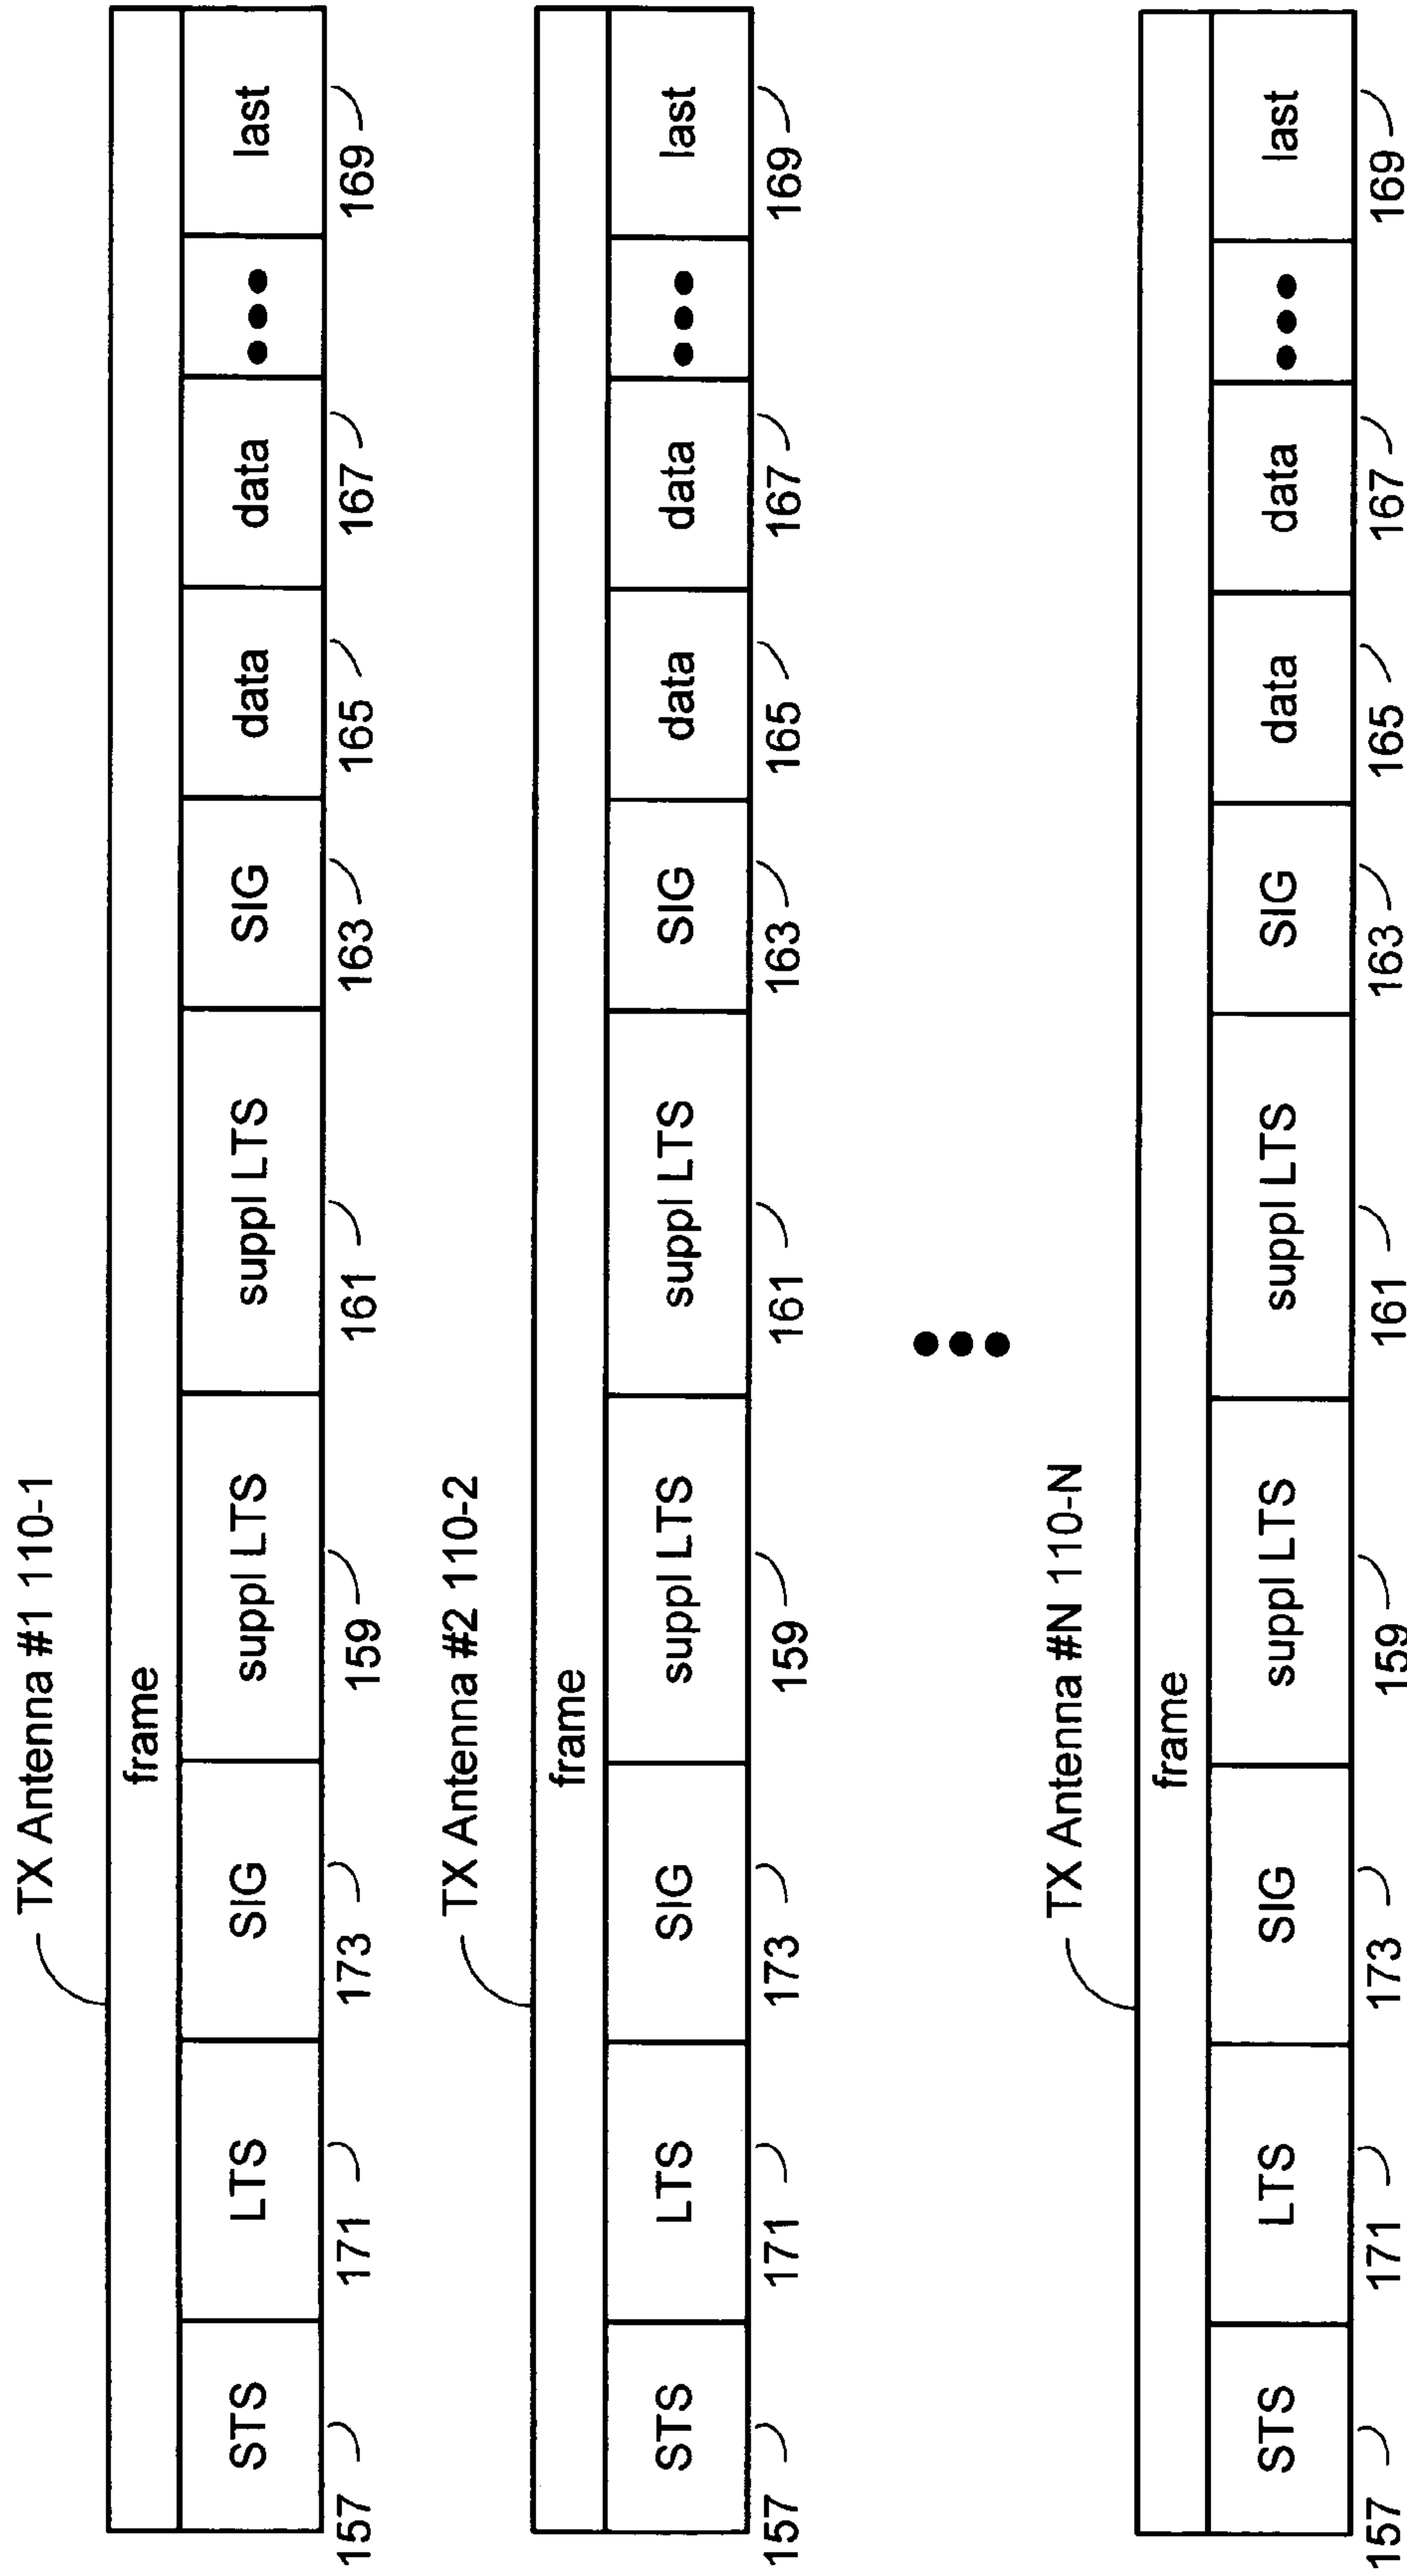 TX Antenna #1 110-1
frame
STS LTS SIG suppl LTS suppl LTS SIG data data ●●● last
157 171 173 159 161 163 165 167 169
TX Antenna #2 110-2
frame
STS LTS SIG suppl LTS suppl LTS SIG data data ●●● last
157 171 173 159 161 163 165 167 169
●●●
TX Antenna #N 110-N
frame
STS LTS SIG suppl LTS suppl LTS SIG data data ●●● last
157 171 173 159 161 163 165 167 169